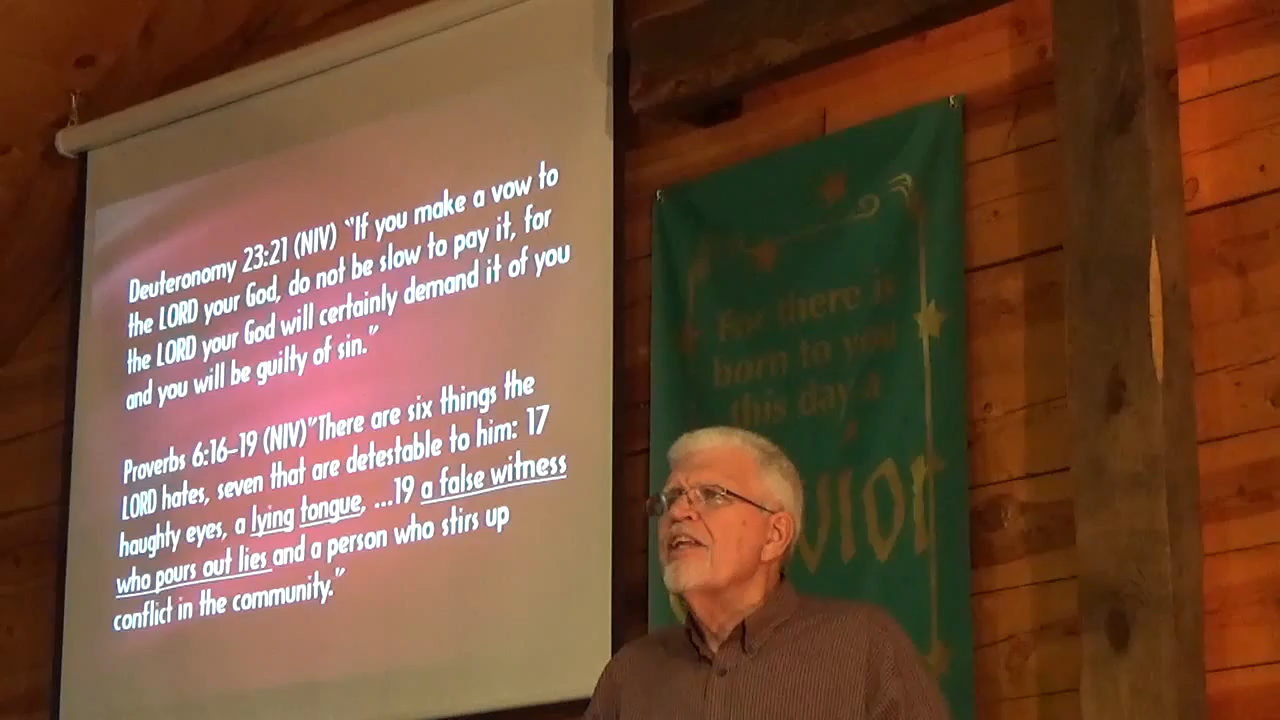 Deuteronomy 23:21 (NIV) "If you make a vow to
the LORD your God, do not be slow to pay it, for
the LORD your God will certainly demand it of you
and you will be guilty of sin."
Proverbs 6:16-19 (NIV)"There are six things the
LORD hates, seven that are detestable to him: 17
haughty eyes, a lying tongue, ...19 a false witness
who pours out lies and a person who stirs up
conflict in the community."
For there is
born to you
this day a
vior